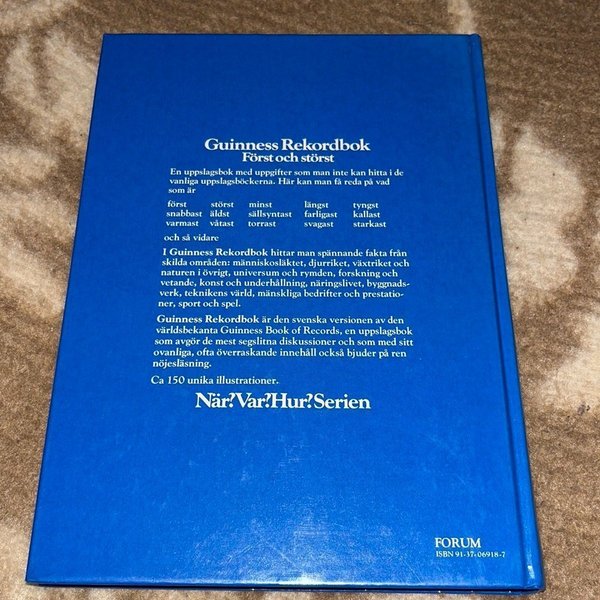 Guinness Rekordbok
Först och störst
En uppslagsbok med uppgifter som man inte kan hitta i de
vanliga uppslagsböckerna. Här kan man få reda på vad
som är
först störst minst längst tyngst
snabbast äldst sällsyntast farligast kallast
varmast våtast torrast svagast starkast
och så vidare
I Guinness Rekordbok hittar man spännande fakta från
skilda områden: människosläktet, djurriket, växtriket och
naturen i övrigt, universum och rymden, forskning och
vetande, konst och underhållning, näringslivet, byggnads-
verk, teknikens värld, mänskliga bedrifter och prestatio-
ner, sport och spel.
Guinness Rekordbok är den svenska versionen av den
världsbekanta Guinness Book of Records, en uppslagsbok
som avgör de mest segslitna diskussioner och som med sitt
ovanliga, ofta överraskande innehåll också bjuder på ren
nöjesläsning.
Ca 150 unika illustrationer.
När?Var?Hur?Serien
FORUM
ISBN 91-37-06918-7